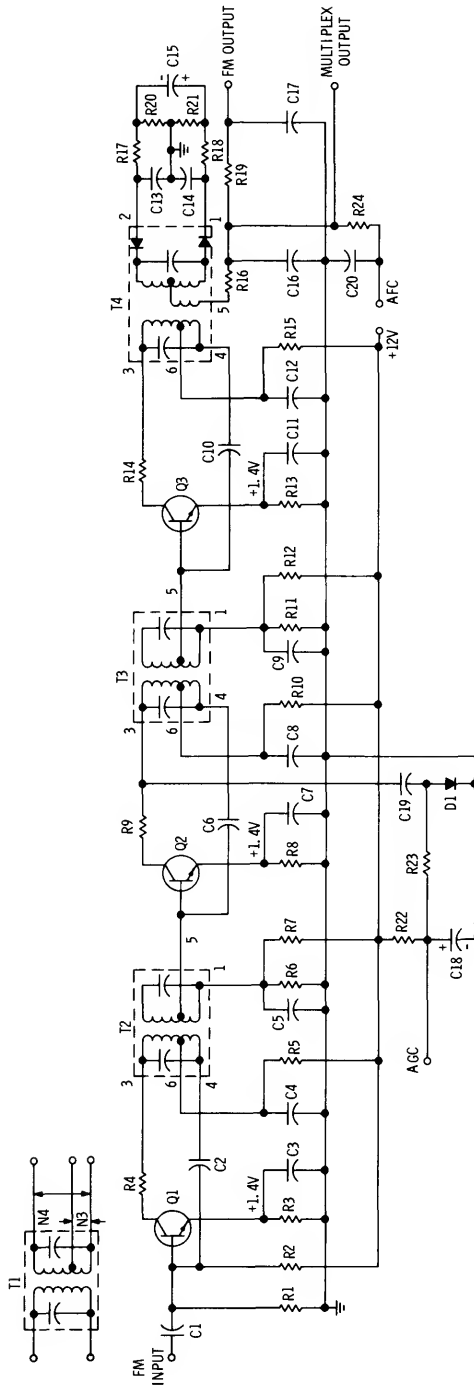 T1
N4
N3
FM
INPUT
C1
R1
R2
Q1
R4
R3
+1.4V
C3
C2
C4
R5
T2
3
6
4
1
5
C5
R6
R7
Q2
R9
R8
+1.4V
C7
C6
C8
R10
T3
3
6
4
1
5
C9
R11
R12
Q3
R14
R13
+1.4V
C11
C10
C12
R15
T4
3
6
4
2
1
5
R16
C16
C20
R24
AFC
+12V
R17
C13
C14
R18
R20
R21
C15
-
+
FM OUTPUT
R19
C17
MULTIPLEX
OUTPUT
AGC
R22
C18
+
-
R23
C19
D1